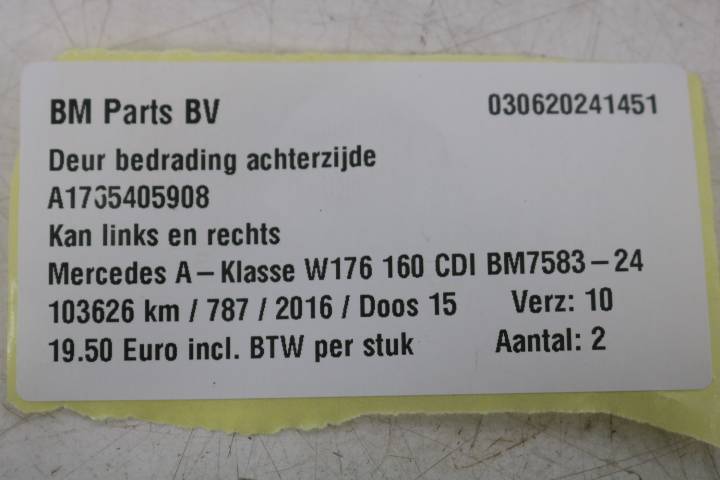 BM Parts BV 030620241451
Deur bedrading achterzijde
A1765405908
Kan links en rechts
Mercedes A-Klasse W176 160 CDI BM7583-24
103626 km / 787 / 2016 / Doos 15 Verz: 10
19.50 Euro incl. BTW per stuk Aantal: 2